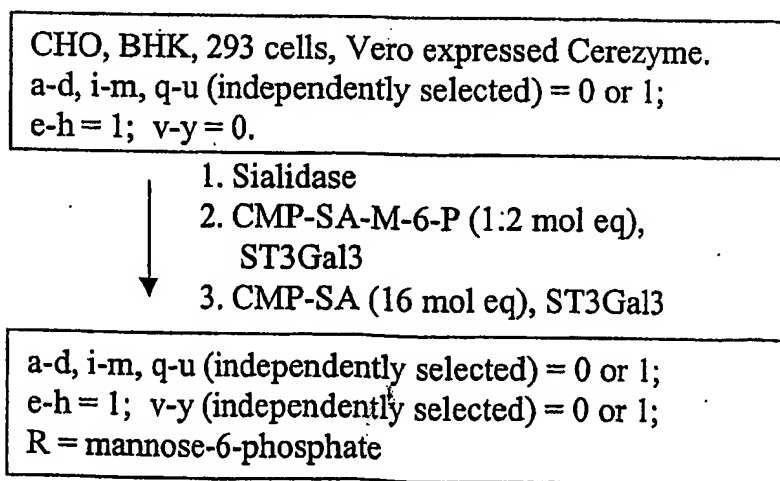 CHO, BHK, 293 cells, Vero expressed Cerezyme.
a-d, i-m, q-u (independently selected) = 0 or 1;
e-h = 1; v-y = 0.
1. Sialidase
2. CMP-SA-M-6-P (1:2 mol eq),
ST3Gal3
3. CMP-SA (16 mol eq), ST3Gal3
a-d, i-m, q-u (independently selected) = 0 or 1;
e-h = 1; v-y (independently selected) = 0 or 1;
R = mannose-6-phosphate